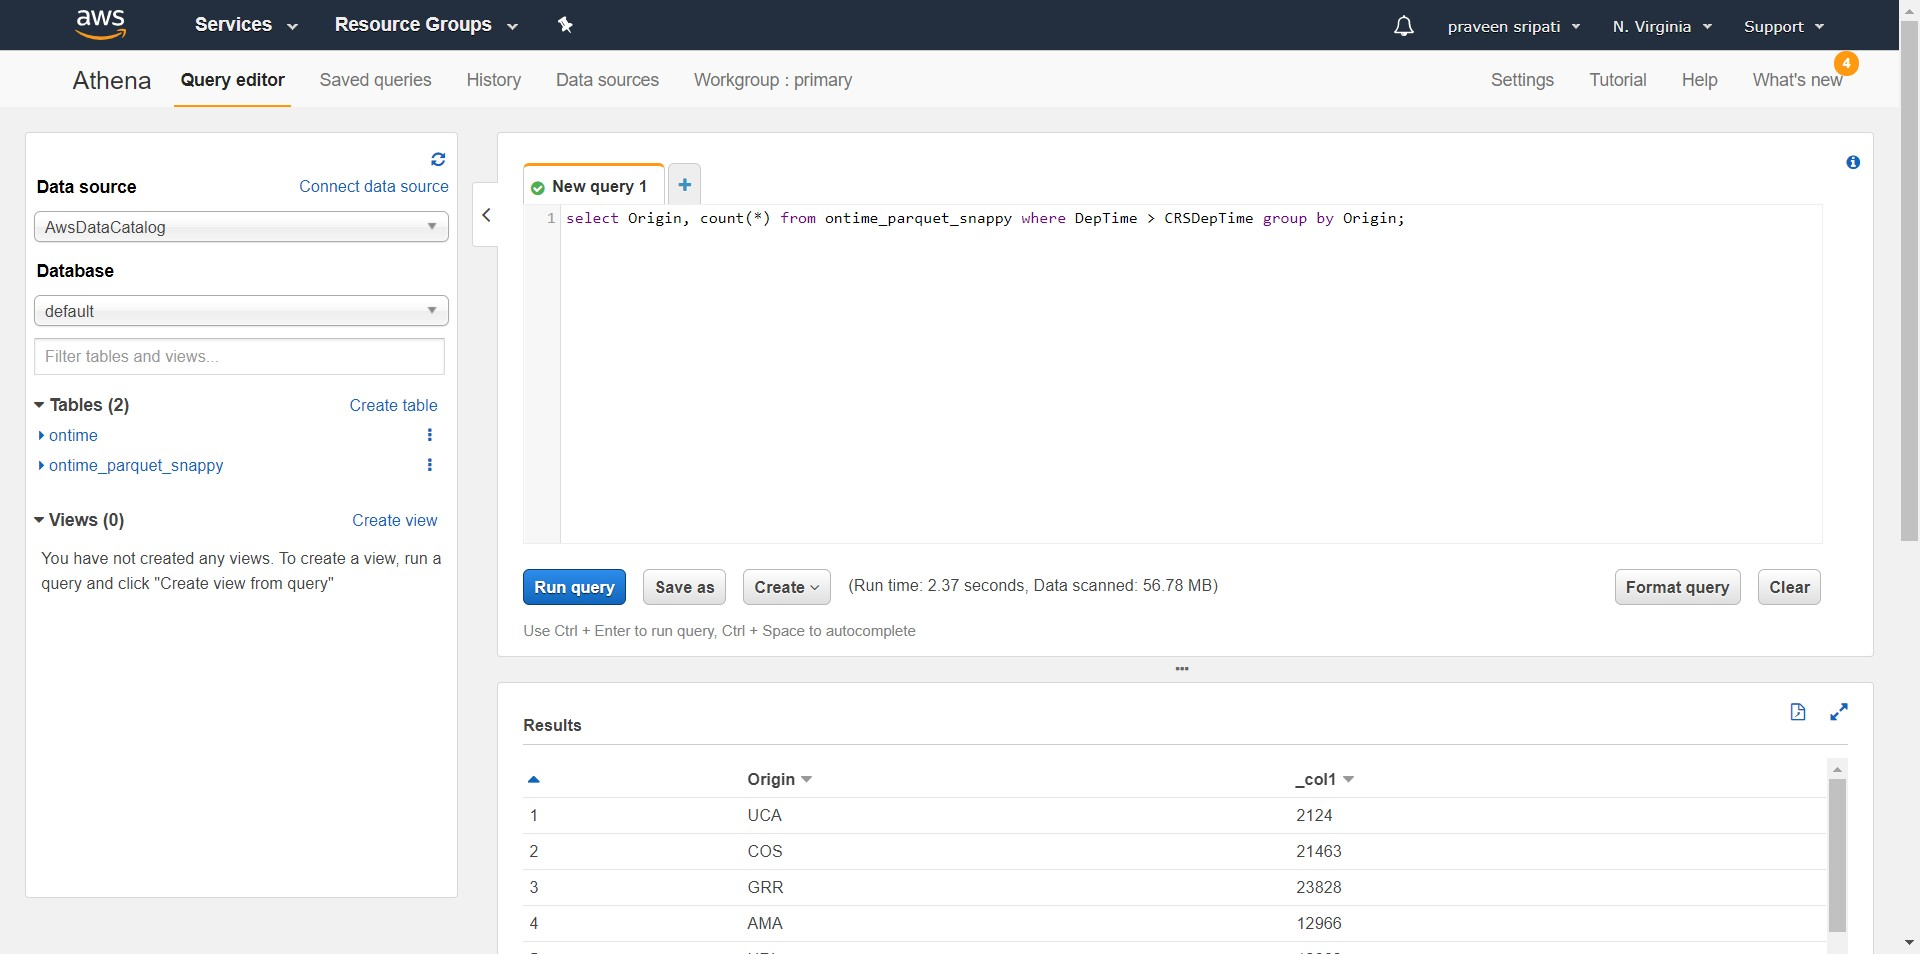 aws Services Resource Groups praveen sripati N. Virginia Support
Athena Query editor Saved queries History Data sources Workgroup : primary Settings Tutorial Help What's new 4
Data source Connect data source
AwsDataCatalog
Database
default
Filter tables and views...
Tables (2) Create table
ontime
ontime_parquet_snappy
Views (0) Create view
You have not created any views. To create a view, run a
query and click "Create view from query"
New query 1 +
1 select Origin, count(*) from ontime_parquet_snappy where DepTime > CRSDepTime group by Origin;
Run query Save as Create (Run time: 2.37 seconds, Data scanned: 56.78 MB) Format query Clear
Use Ctrl + Enter to run query, Ctrl + Space to autocomplete
Results
Origin _col1
1 UCA 2124
2 COS 21463
3 GRR 23828
4 AMA 12966